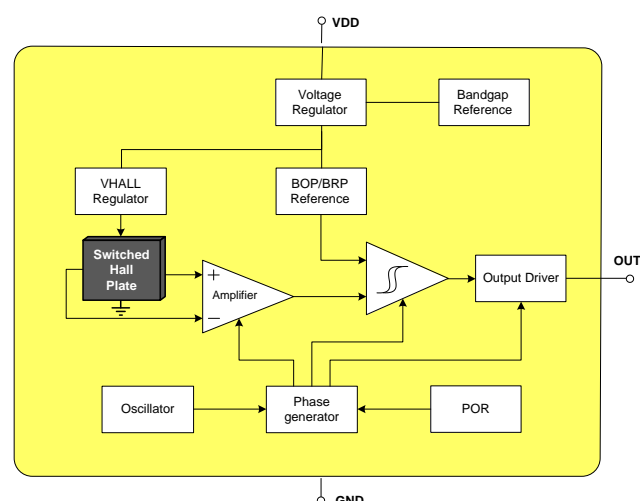 VDD
Voltage
Regulator
Bandgap
Reference
VHALL
Regulator
BOP/BRP
Reference
Switched
Hall
Plate
+
Amplifier
−
Output Driver
OUT
Oscillator
Phase
generator
POR
GND